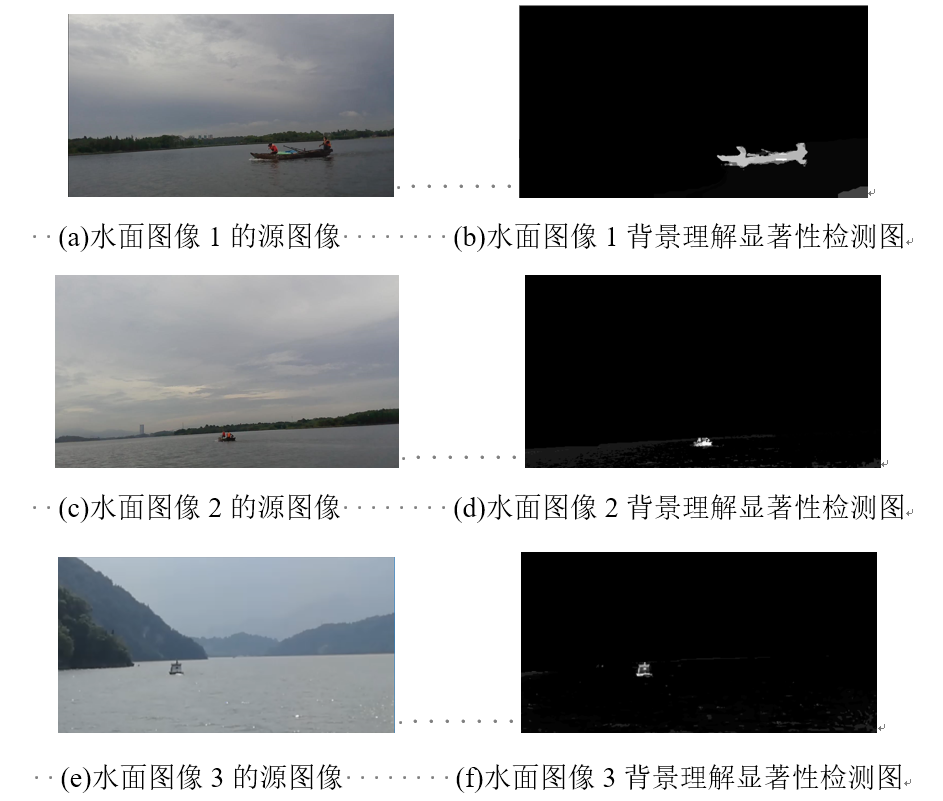 (a)水面图像 1 的源图像 (b)水面图像 1 背景理解显著性检测图
(c)水面图像 2 的源图像 (d)水面图像 2 背景理解显著性检测图
(e)水面图像 3 的源图像 (f)水面图像 3 背景理解显著性检测图